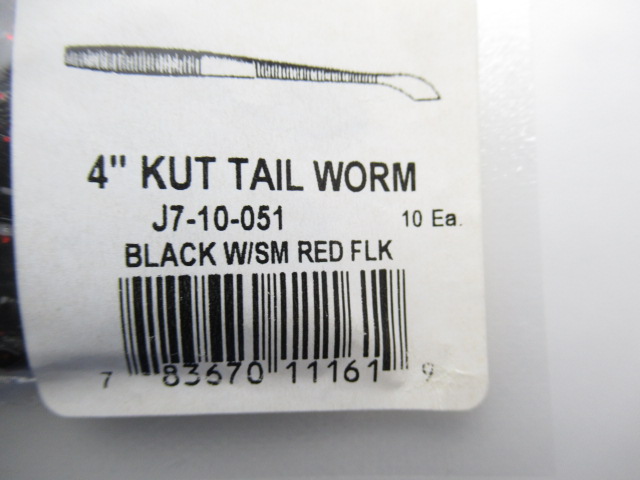 4" KUT TAIL WORM
J7-10-051 10 Ea.
BLACK W/SM RED FLK
7 83670 11161 9